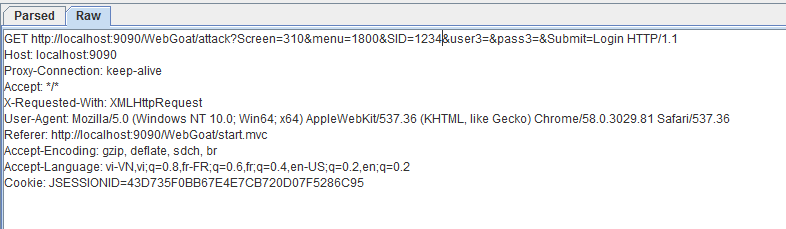 Parsed Raw
GET http://localhost:9090/WebGoat/attack?Screen=310&menu=1800&SID=1234&user3=&pass3=&Submit=Login HTTP/1.1
Host: localhost:9090
Proxy-Connection: keep-alive
Accept: */*
X-Requested-With: XMLHttpRequest
User-Agent: Mozilla/5.0 (Windows NT 10.0; Win64; x64) AppleWebKit/537.36 (KHTML, like Gecko) Chrome/58.0.3029.81 Safari/537.36
Referer: http://localhost:9090/WebGoat/start.mvc
Accept-Encoding: gzip, deflate, sdch, br
Accept-Language: vi-VN,vi;q=0.8,fr-FR;q=0.6,fr;q=0.4,en-US;q=0.2,en;q=0.2
Cookie: JSESSIONID=43D735F0BB67E4E7CB720D07F5286C95